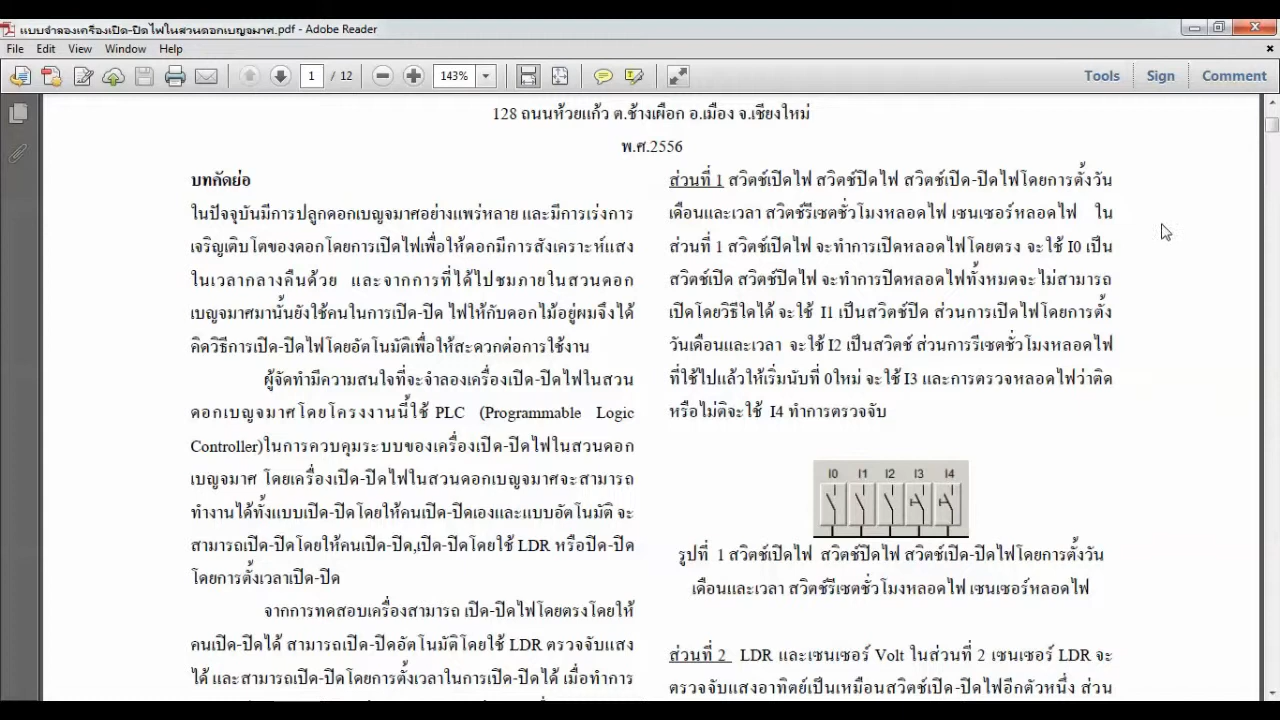 แบบจำลองเครื่องเปิด-ปิดไฟในสวนดอกเบญจมาศ.pdf - Adobe Reader
File Edit View Window Help
1 / 12 143% Tools Sign Comment
128 ถนนห้วยแก้ว ต.ช้างเผือก อ.เมือง จ.เชียงใหม่
พ.ศ.2556
บทคัดย่อ
ในปัจจุบันมีการปลูกดอกเบญจมาศอย่างแพร่หลาย และมีการเร่งการ
เจริญเติบโตของดอกโดยการเปิดไฟเพื่อให้ดอกมีการสังเคราะห์แสง
ในเวลากลางคืนด้วย และจากการที่ได้ไปชมภายในสวนดอก
เบญจมาศมานั้นยังใช้คนในการเปิด-ปิด ไฟให้กับดอกไม้อยู่ผมจึงได้
คิดวิธีการเปิด-ปิดไฟโดยอัตโนมัติเพื่อให้สะดวกต่อการใช้งาน
ผู้จัดทำมีความสนใจที่จะจำลองเครื่องเปิด-ปิดไฟในสวน
ดอกเบญจมาศโดยโครงงานนี้ใช้ PLC (Programmable Logic
Controller)ในการควบคุมระบบของเครื่องเปิด-ปิดไฟในสวนดอก
เบญจมาศ โดยเครื่องเปิด-ปิดไฟในสวนดอกเบญจมาศจะสามารถ
ทำงานได้ทั้งแบบเปิด-ปิดโดยให้คนเปิด-ปิดเองและแบบอัตโนมัติ จะ
สามารถเปิด-ปิดโดยให้คนเปิด-ปิด,เปิด-ปิดโดยใช้ LDR หรือปิด-ปิด
โดยการตั้งเวลาเปิด-ปิด
จากการทดสอบเครื่องสามารถ เปิด-ปิดไฟโดยตรงโดยให้
คนเปิด-ปิดได้ สามารถเปิด-ปิดอัตโนมัติโดยใช้ LDR ตรวจจับแสง
ได้ และสามารถเปิด-ปิดโดยการตั้งเวลาในการเปิด-ปิดได้ เมื่อทำการ
ส่วนที่ 1 สวิตช์เปิดไฟ สวิตช์ปิดไฟ สวิตช์เปิด-ปิดไฟโดยการตั้งวัน
เดือนและเวลา สวิตช์รีเซตชั่วโมงหลอดไฟ เซนเซอร์หลอดไฟ ใน
ส่วนที่ 1 สวิตช์เปิดไฟ จะทำการเปิดหลอดไฟโดยตรง จะใช้ I0 เป็น
สวิตช์เปิด สวิตช์ปิดไฟ จะทำการปิดหลอดไฟทั้งหมดจะไม่สามารถ
เปิดโดยวิธีใดได้ จะใช้ I1 เป็นสวิตช์ปิด ส่วนการเปิดไฟโดยการตั้ง
วันเดือนและเวลา จะใช้ I2 เป็นสวิตช์ ส่วนการรีเซตชั่วโมงหลอดไฟ
ที่ใช้ไปแล้วให้เริ่มนับที่ 0ใหม่ จะใช้ I3 และการตรวจหลอดไฟว่าติด
หรือไม่ติจะใช้ I4 ทำการตรวจจับ
I0 I1 I2 I3 I4
รูปที่ 1 สวิตช์เปิดไฟ สวิตช์ปิดไฟ สวิตช์เปิด-ปิดไฟโดยการตั้งวัน
เดือนและเวลา สวิตช์รีเซตชั่วโมงหลอดไฟ เซนเซอร์หลอดไฟ
ส่วนที่ 2 LDR และเซนเซอร์ Volt ในส่วนที่ 2 เซนเซอร์ LDR จะ
ตรวจจับแสงอาทิตย์เป็นเหมือนสวิตช์เปิด-ปิดไฟอีกตัวหนึ่ง ส่วน